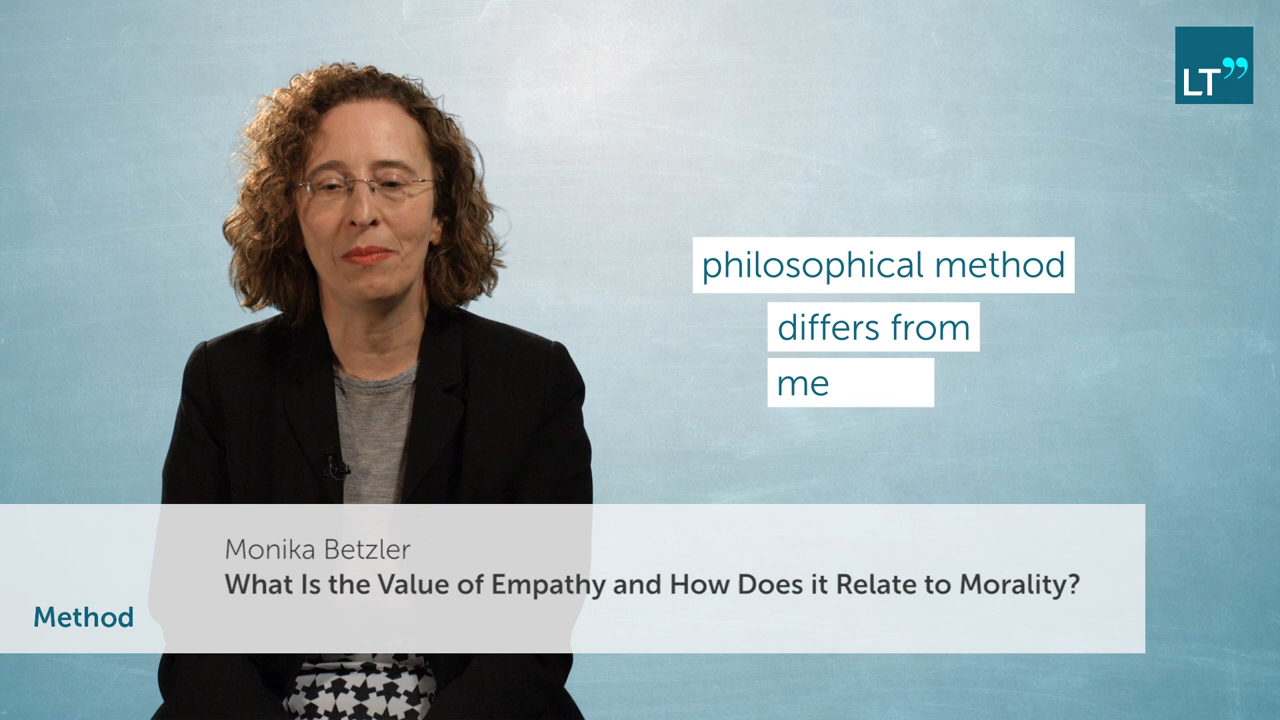 LT”
philosophical method
differs from
me
Monika Betzler
What Is the Value of Empathy and How Does it Relate to Morality?
Method